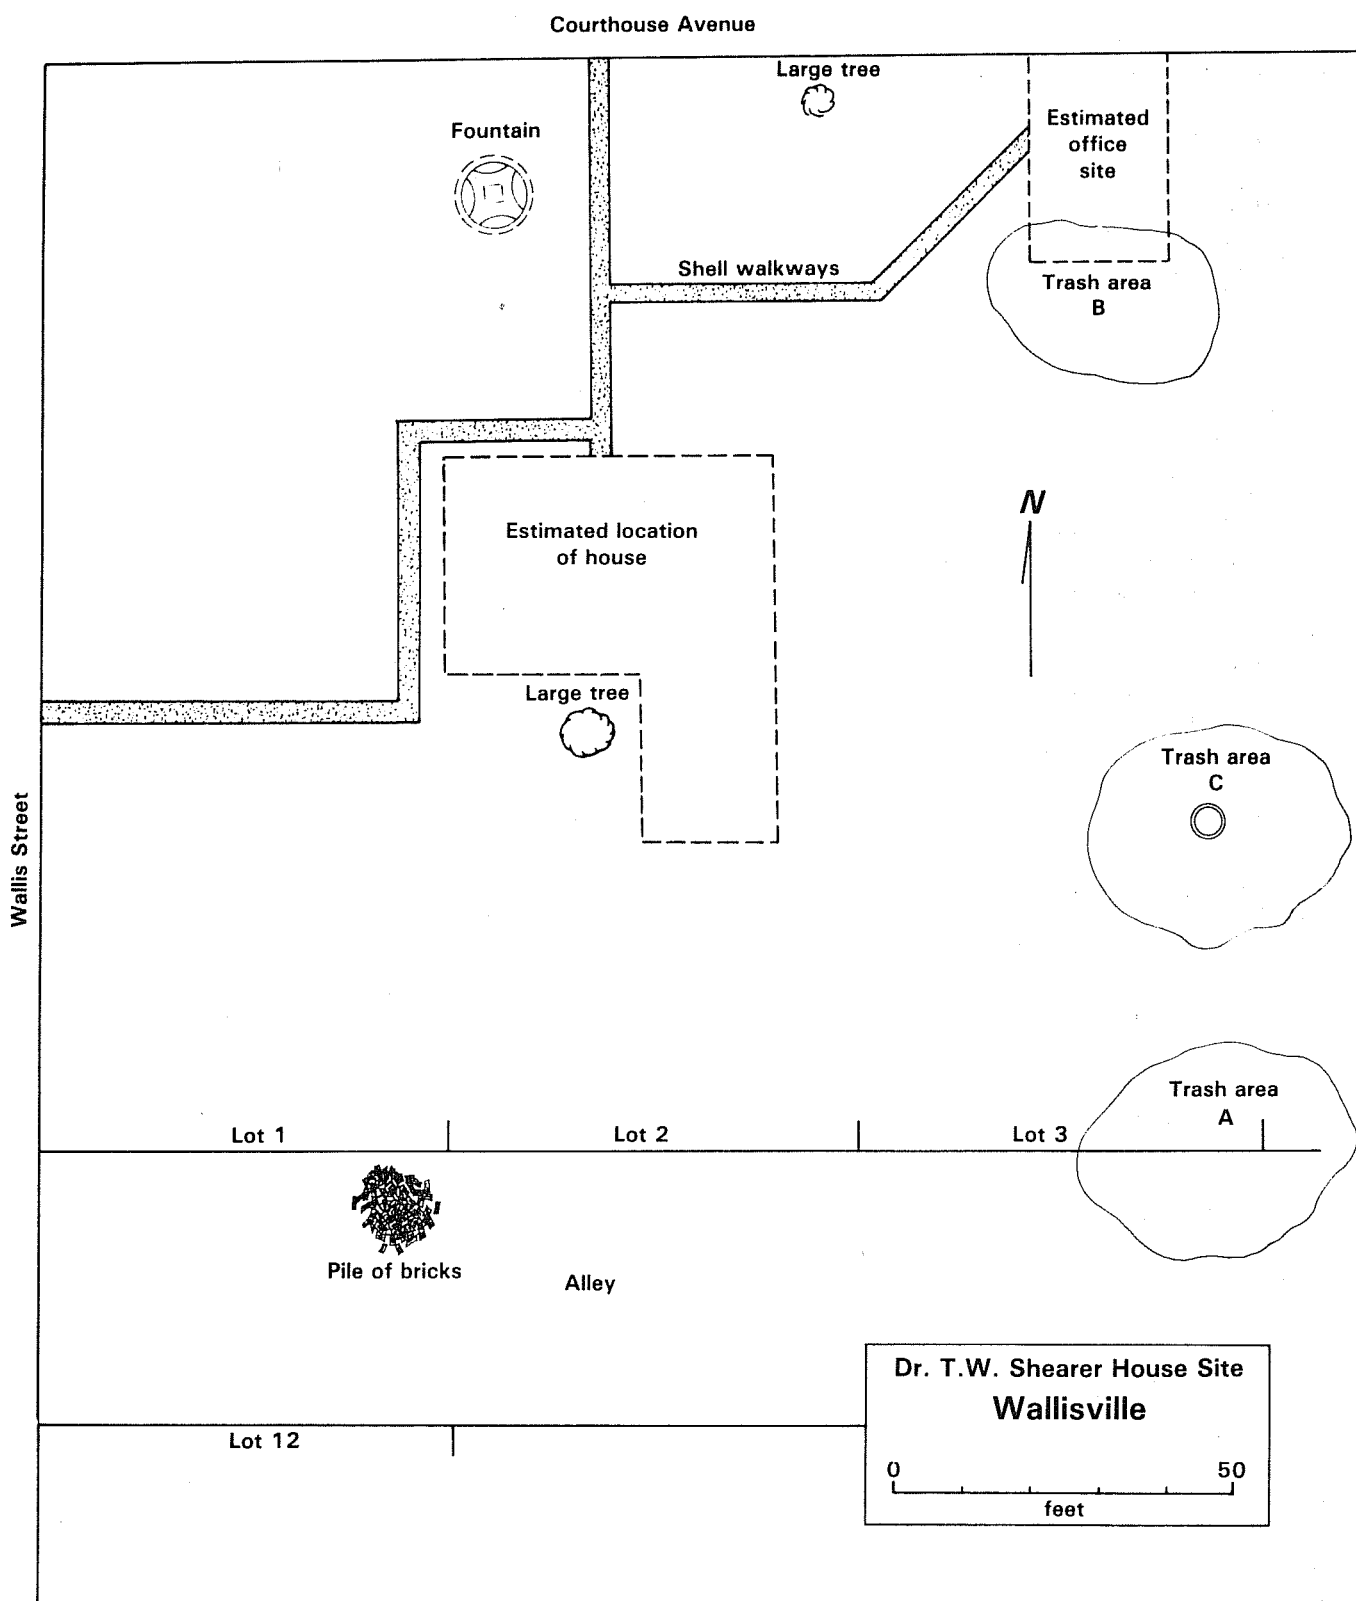 Courthouse Avenue
Large tree
Fountain
Estimated
office
site
Shell walkways
Trash area
B
N
Estimated location
of house
Large tree
Trash area
C
Wallis Street
Trash area
A
Lot 1
Lot 2
Lot 3
Pile of bricks
Alley
Dr. T.W. Shearer House Site
Wallisville
0 50
feet
Lot 12